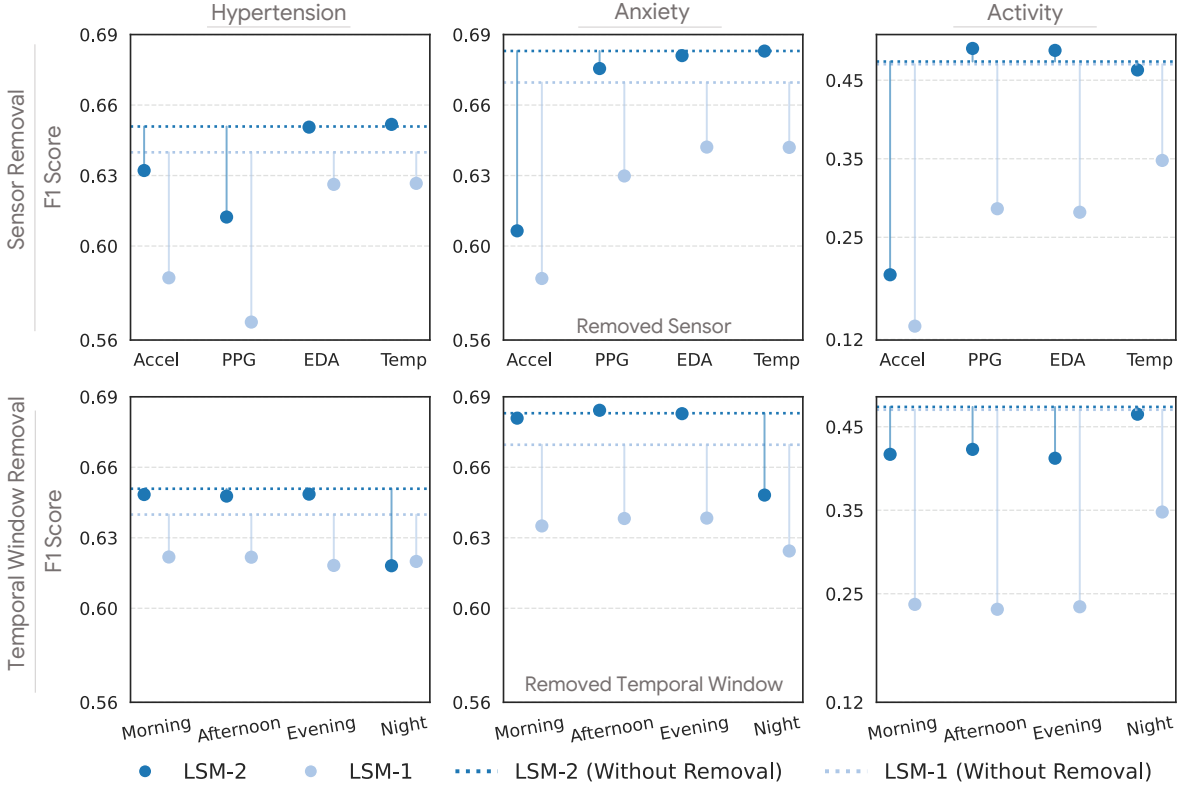 Hypertension
Anxiety
Activity
Sensor Removal
F1 Score
0.69
0.66
0.63
0.60
0.56
Accel
PPG
EDA
Temp
0.69
0.66
0.63
0.60
0.56
Removed Sensor
Accel
PPG
EDA
Temp
0.45
0.35
0.25
0.12
Accel
PPG
EDA
Temp
Temporal Window Removal
F1 Score
0.69
0.66
0.63
0.60
0.56
Morning
Afternoon
Evening
Night
0.69
0.66
0.63
0.60
0.56
Removed Temporal Window
Morning
Afternoon
Evening
Night
0.45
0.35
0.25
0.12
Morning
Afternoon
Evening
Night
LSM-2
LSM-1
LSM-2 (Without Removal)
LSM-1 (Without Removal)